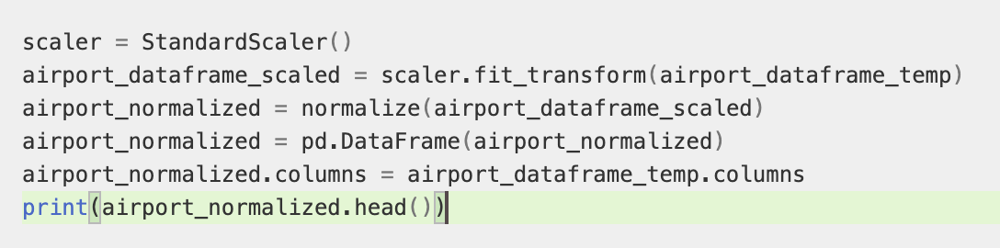 scaler = StandardScaler()
airport_dataframe_scaled = scaler.fit_transform(airport_dataframe_temp)
airport_normalized = normalize(airport_dataframe_scaled)
airport_normalized = pd.DataFrame(airport_normalized)
airport_normalized.columns = airport_dataframe_temp.columns
print(airport_normalized.head())